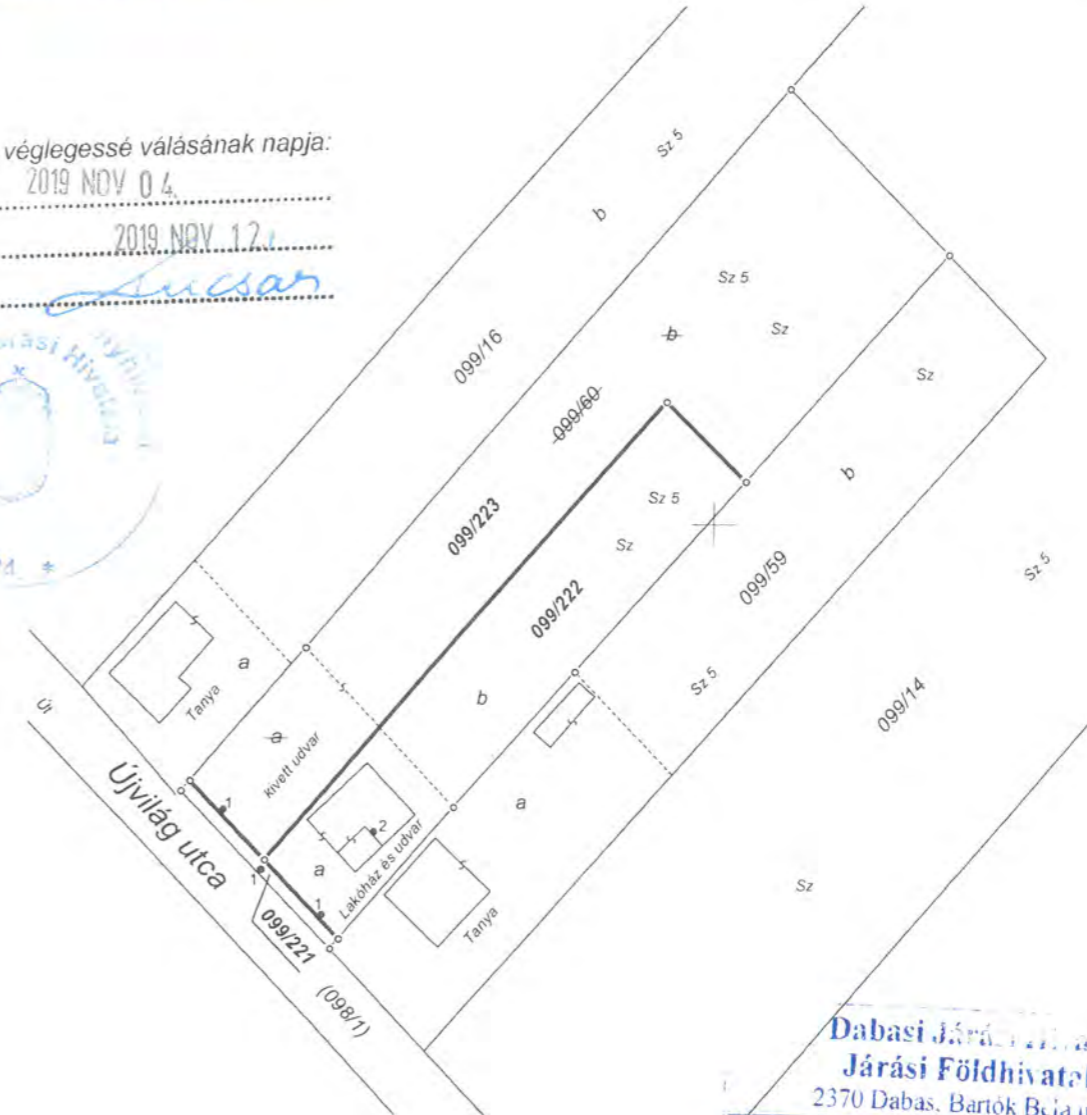 véglegessé válásának napja:
2019 NOV 04.
2019 NOV 12.
Sz 5
b
Sz 5
b
Sz
Sz
099/16
099/60
b
Sz 5
Sz
099/223
099/59
Sz 5
099/222
Sz 5
b
099/14
a
Tanya
Út
a
Kivett udvar
a
Sz
Újvilág utca
1
2
a
Lakóház és udvar
1
1
Tanya
099/221
(098/1)
Dabasi
Járási Földhivatal
2370 Dabas, Bartók